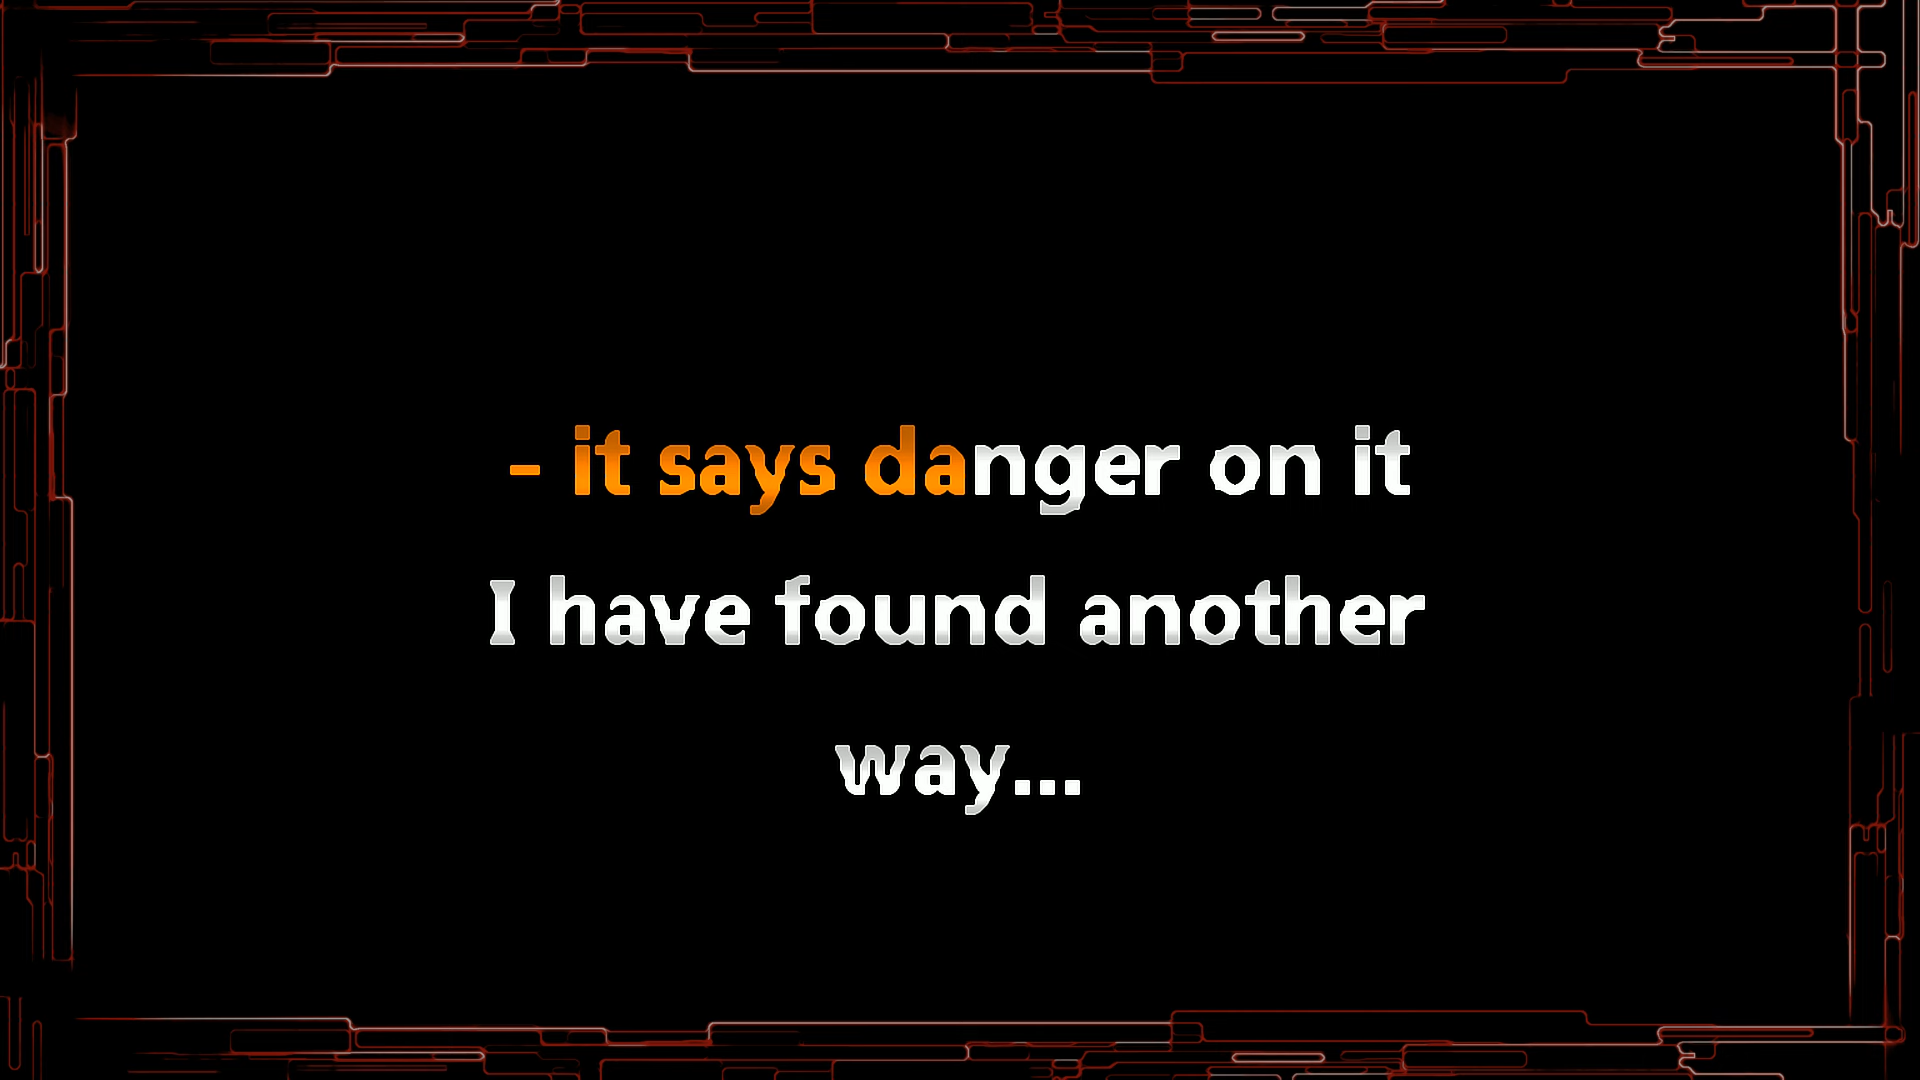 - it says danger on it
I have found another
way...